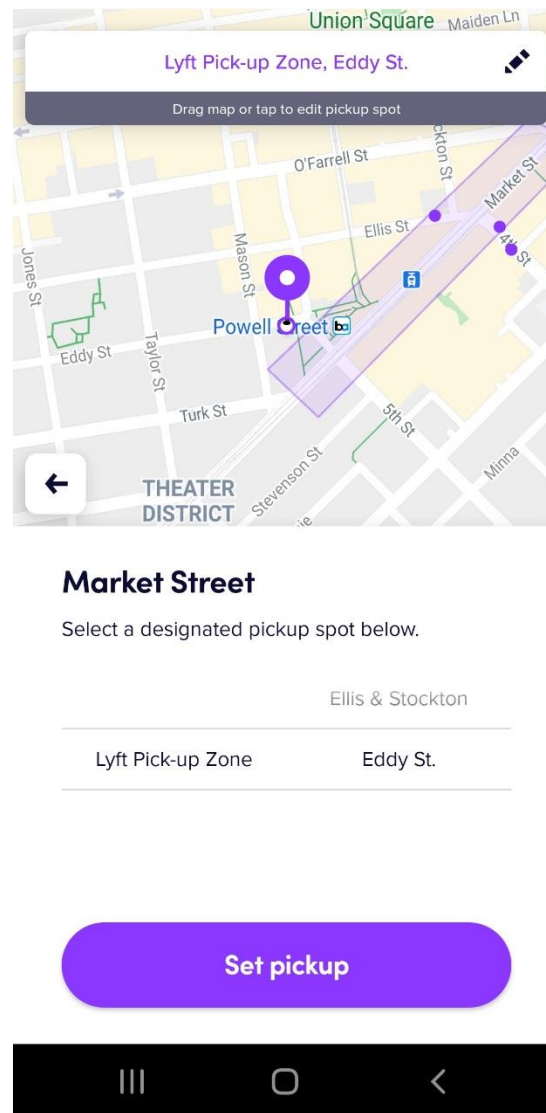 Union Square
Maiden Ln
Lyft Pick-up Zone, Eddy St.
Drag map or tap to edit pickup spot
O'Farrell St
Market St
Ellis St
4th St
Mason St
Jones St
Powell Street
ba
Eddy St
Taylor St
Turk St
5th St
Stevenson St
Minna
THEATER
DISTRICT
Market Street
Select a designated pickup spot below.
Ellis & Stockton
Lyft Pick-up Zone Eddy St.
Set pickup